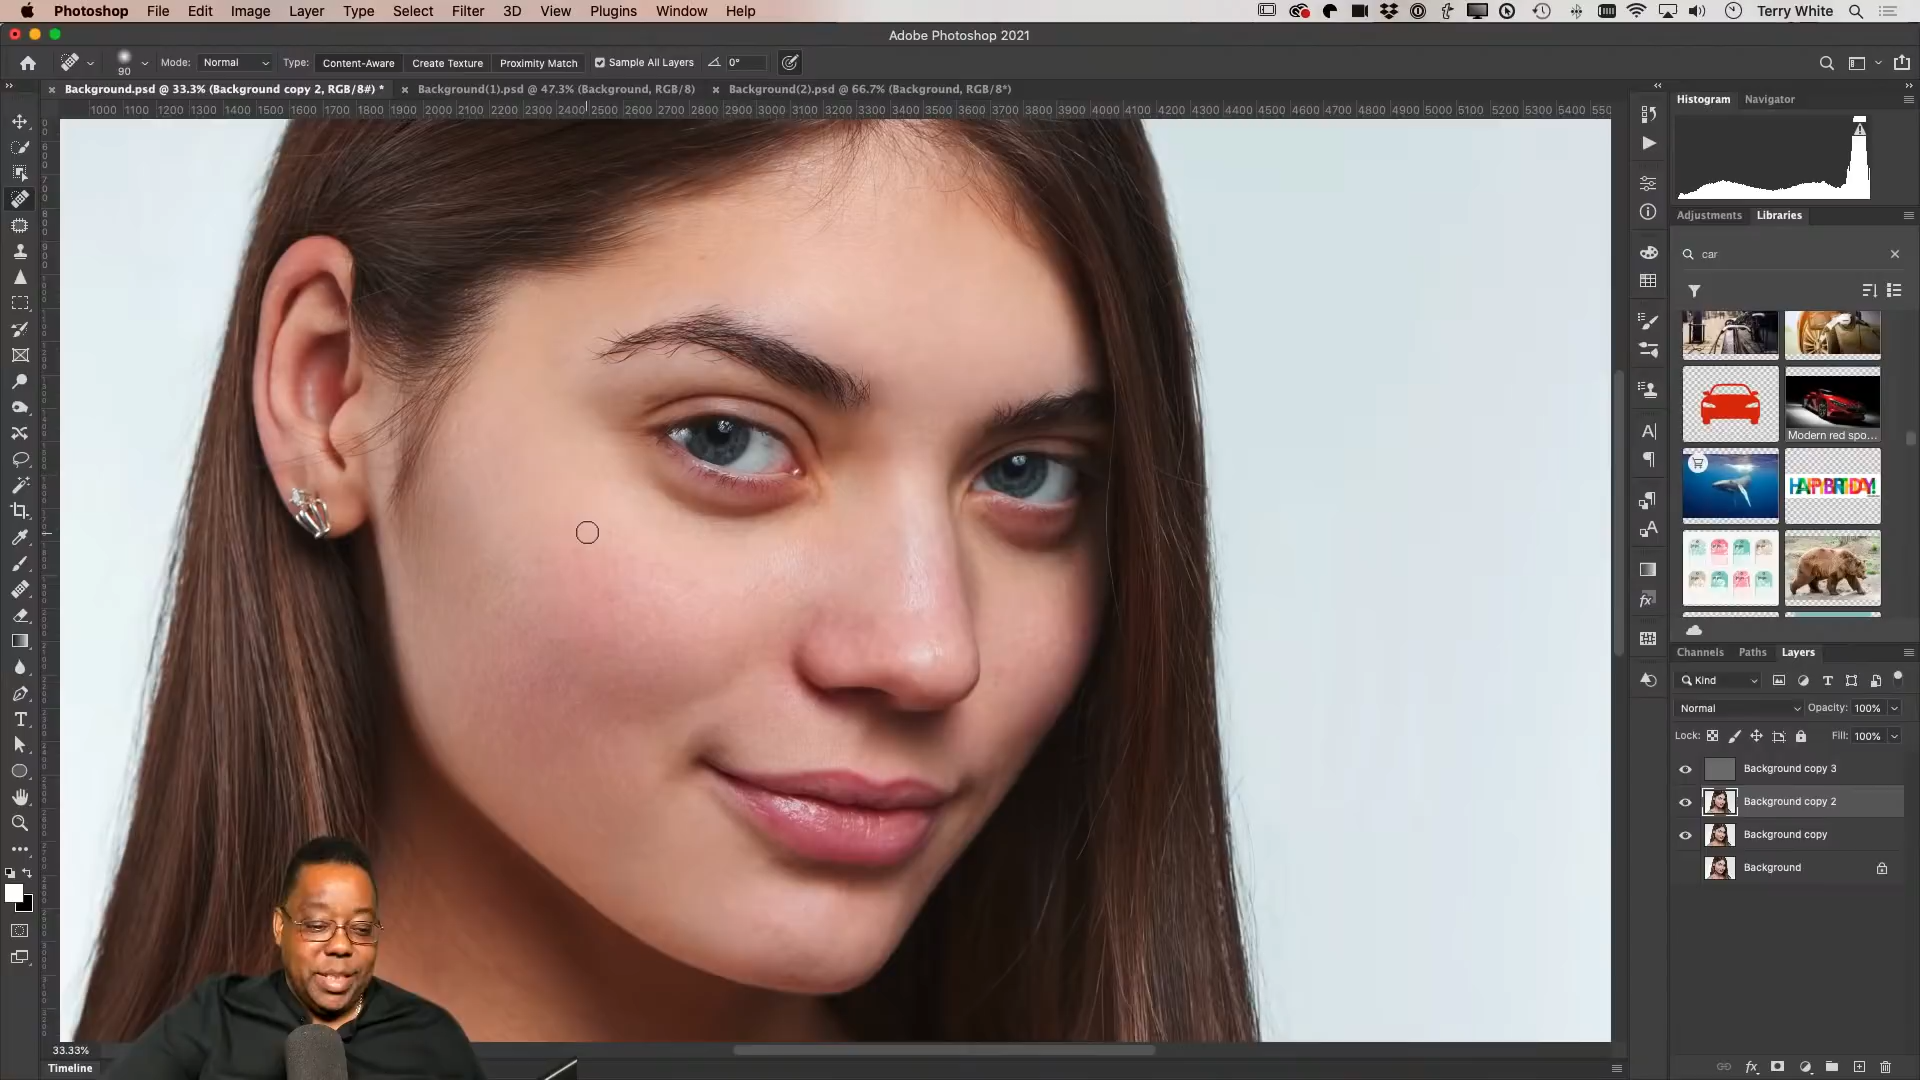 Photoshop File Edit Image Layer Type Select Filter 3D View Plugins Window Help Terry White
Adobe Photoshop 2021
90 Mode: Normal Type: Content-Aware Create Texture Proximity Match Sample All Layers 0°
Background.psd @ 33.3% (Background copy 2, RGB/8#) * Background(1).psd @ 47.3% (Background, RGB/8) Background(2).psd @ 66.7% (Background, RGB/8*)
1000 1100 1200 1300 1400 1500 1600 1700 1800 1900 2000 2100 2200 2300 2400 2500 2600 2700 2800 2900 3000 3100 3200 3300 3400 3500 3600 3700 3800 3900 4000 4100 4200 4300 4400 4500 4600 4700 4800 4900 5000 5100 5200 5300 5400 550
Histogram Navigator
Adjustments Libraries
car
Modern red spo...
HAPPY BIRTHDAY!
Channels Paths Layers
Kind
Normal Opacity: 100%
Lock: Fill: 100%
Background copy 3
Background copy 2
Background copy
Background
33.33%
Timeline